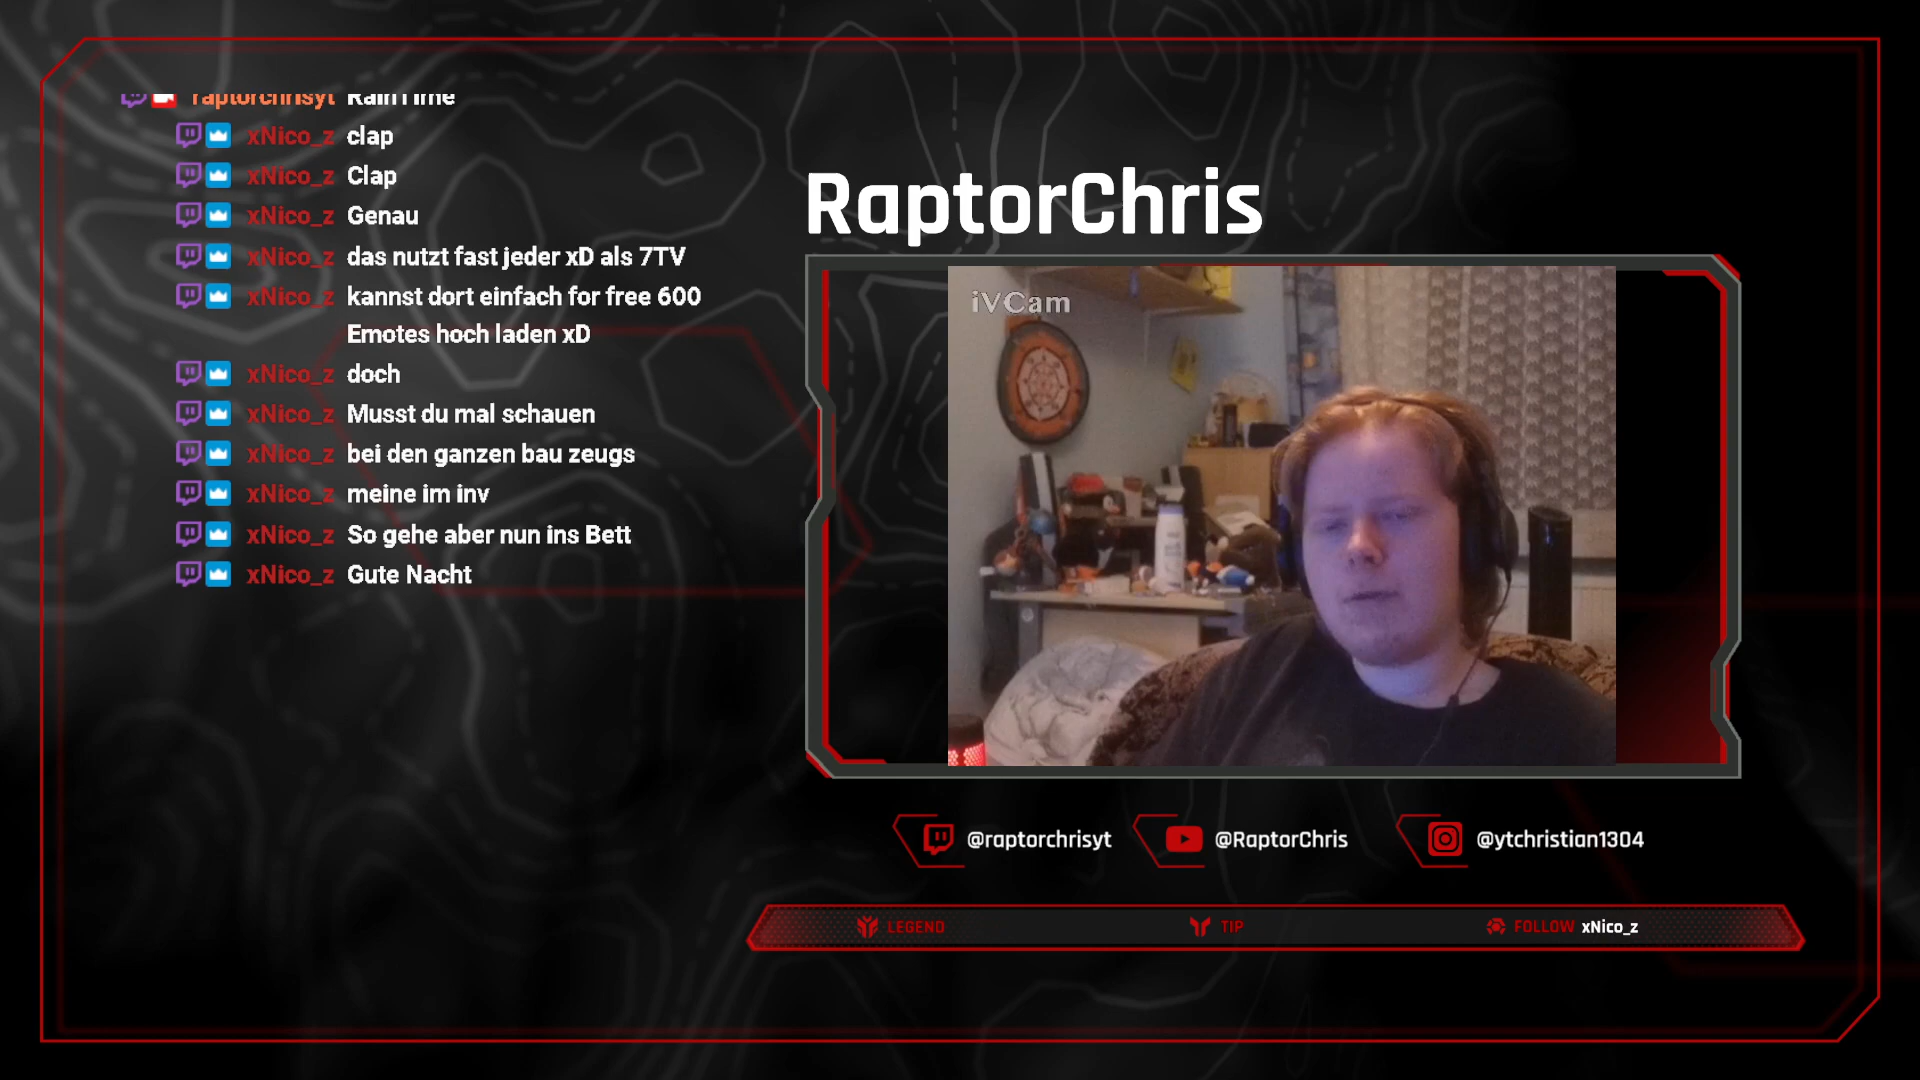 raptorchrisyt RainTime
xNico_z clap
xNico_z Clap
xNico_z Genau
xNico_z das nutzt fast jeder xD als 7TV
xNico_z kannst dort einfach for free 600
Emotes hoch laden xD
xNico_z doch
xNico_z Musst du mal schauen
xNico_z bei den ganzen bau zeugs
xNico_z meine im inv
xNico_z So gehe aber nun ins Bett
xNico_z Gute Nacht
RaptorChris
iVCam
@raptorchrisyt @RaptorChris @ytchristian1304
LEGEND TIP FOLLOW xNico_z